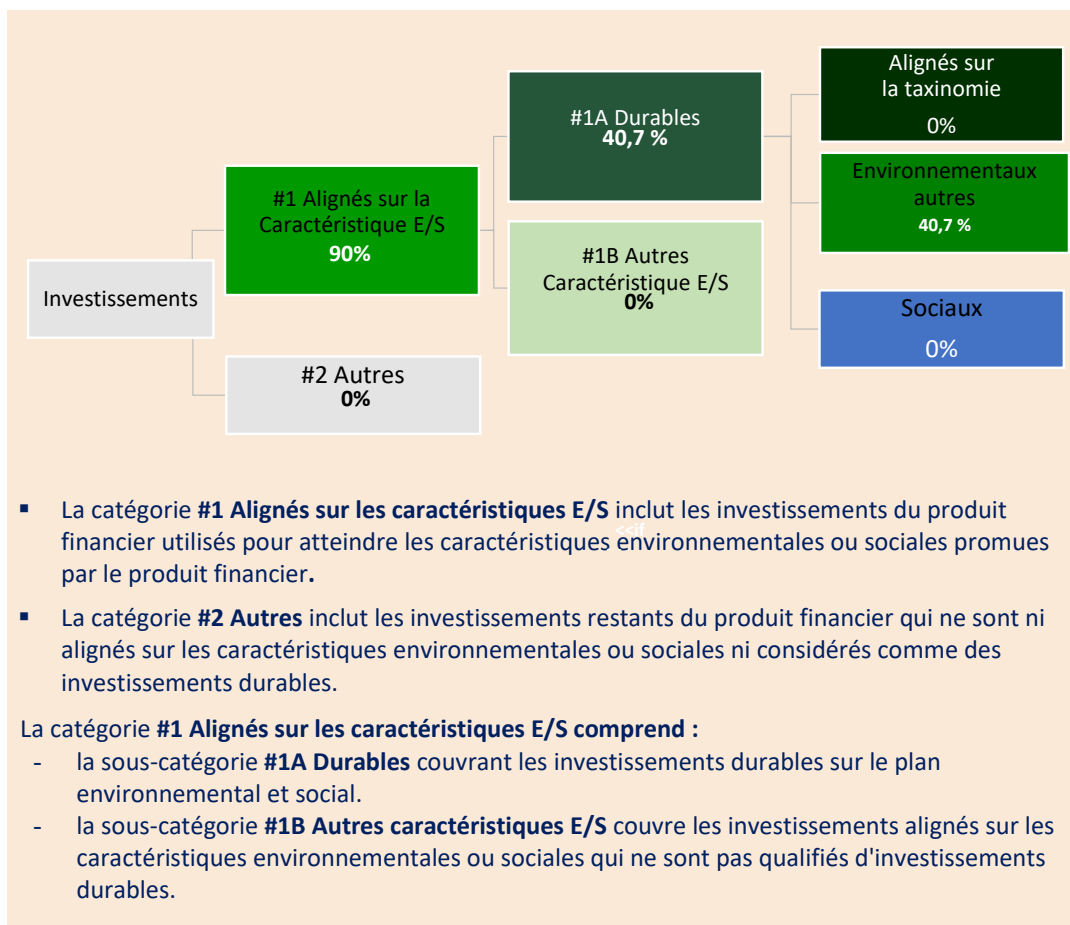 Investissements
#1 Alignés sur la
Caractéristique E/S
90%
#2 Autres
0%
#1A Durables
40,7 %
#1B Autres
Caractéristique E/S
0%
Alignés sur
la taxinomie
0%
Environnementaux
autres
40,7 %
Sociaux
0%
▪ La catégorie #1 Alignés sur les caractéristiques E/S inclut les investissements du produit
financier utilisés pour atteindre les caractéristiques environnementales ou sociales promues
par le produit financier.
▪ La catégorie #2 Autres inclut les investissements restants du produit financier qui ne sont ni
alignés sur les caractéristiques environnementales ou sociales ni considérés comme des
investissements durables.
La catégorie #1 Alignés sur les caractéristiques E/S comprend :
- la sous-catégorie #1A Durables couvrant les investissements durables sur le plan
environnemental et social.
- la sous-catégorie #1B Autres caractéristiques E/S couvre les investissements alignés sur les
caractéristiques environnementales ou sociales qui ne sont pas qualifiés d'investissements
durables.